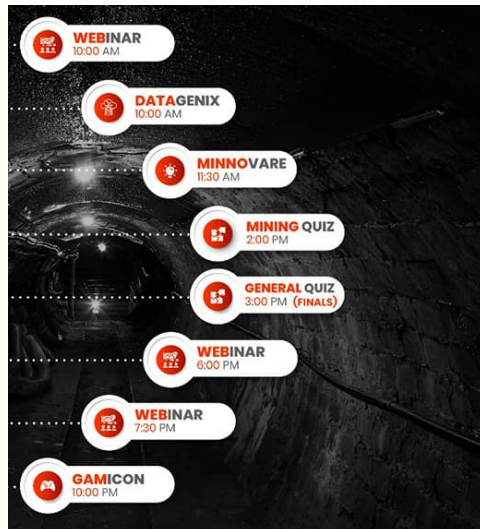 WEBINAR
10:00 AM
DATAGENIX
10:00 AM
MINNOVARE
11:30 AM
MINING QUIZ
2:00 PM
GENERAL QUIZ
3:00 PM (FINALS)
WEBINAR
6:00 PM
WEBINAR
7:30 PM
GAMICON
10:00 PM